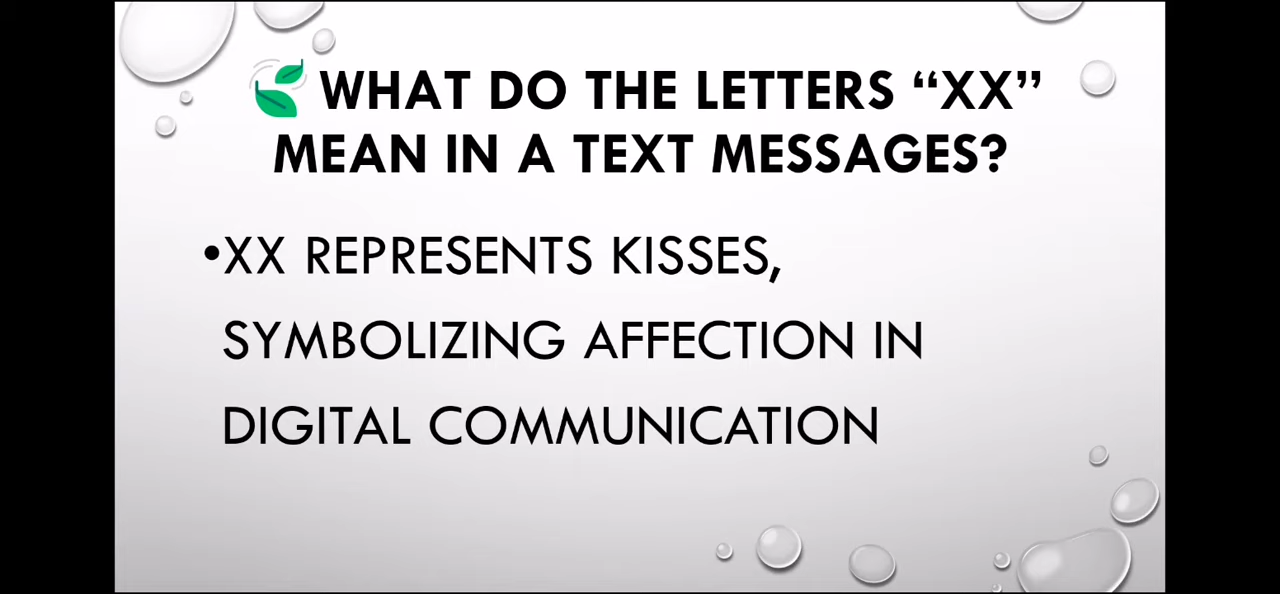 WHAT DO THE LETTERS “XX”
MEAN IN A TEXT MESSAGES?
•XX REPRESENTS KISSES,
SYMBOLIZING AFFECTION IN
DIGITAL COMMUNICATION